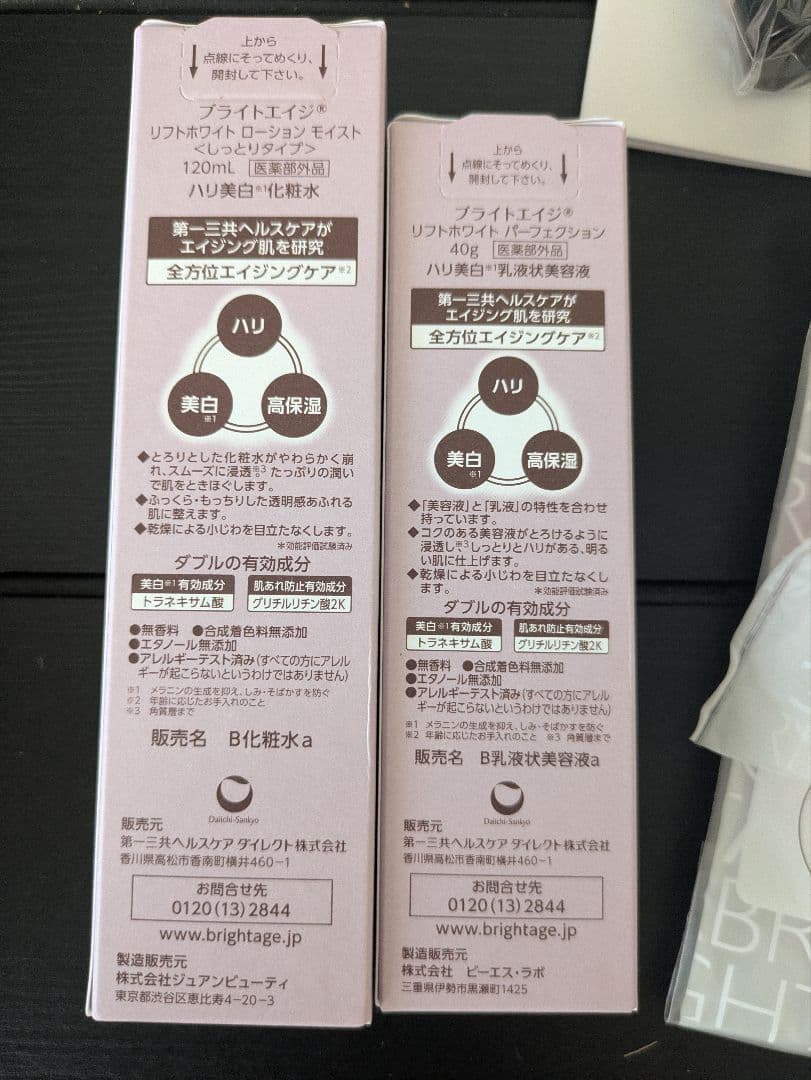 上から
点線にそってめくり、
開封して下さい。
ブライトエイジ®
リフトホワイト ローション モイスト
＜しっとりタイプ＞
120mL 医薬部外品
ハリ美白※1化粧水
第一三共ヘルスケアが
エイジング肌を研究
全方位エイジングケア※2
ハリ
美白※1
高保湿
◆とろりとした化粧水がやわらかく崩
れ、スムーズに浸透※3 たっぷりの潤い
で肌をときほぐします。
◆ふっくら・もっちりした透明感あふれる
肌に整えます。
◆乾燥による小じわを目立たなくします。
＊効能評価試験済み
ダブルの有効成分
美白※1有効成分 肌あれ防止有効成分
トラネキサム酸 グリチルリチン酸2K
●無香料 ●合成着色料無添加
●エタノール無添加
●アレルギーテスト済み(すべての方にアレル
ギーが起こらないというわけではありません)
※1 メラニンの生成を抑え、しみ・そばかすを防ぐ
※2 年齢に応じたお手入れのこと
※3 角質層まで
販売名 B化粧水a
Daiichi-Sankyo
販売元
第一三共ヘルスケア ダイレクト株式会社
香川県高松市香南町横井460−1
お問合せ先
0120(13)2844
www.brightage.jp
製造販売元
株式会社ジュアンビューティ
東京都渋谷区恵比寿4−20−3
上から
点線にそってめくり、
開封して下さい。
ブライトエイジ®
リフトホワイト パーフェクション
40g 医薬部外品
ハリ美白※1乳液状美容液
第一三共ヘルスケアが
エイジング肌を研究
全方位エイジングケア※2
ハリ
美白※1
高保湿
◆「美容液」と「乳液」の特性を合わせ
持っています。
◆コクのある美容液がとろけるように
浸透し※3しっとりとハリがある、明る
い肌に仕上げます。
◆乾燥による小じわを目立たなくし
ます。 ＊効能評価試験済み
ダブルの有効成分
美白※1有効成分 肌あれ防止有効成分
トラネキサム酸 グリチルリチン酸2K
●無香料 ●合成着色料無添加
●エタノール無添加
●アレルギーテスト済み(すべての方にアレル
ギーが起こらないというわけではありません)
※1 メラニンの生成を抑え、しみ・そばかすを防ぐ
※2 年齢に応じたお手入れのこと ※3 角質層まで
販売名 B乳液状美容液a
Daiichi-Sankyo
販売元
第一三共ヘルスケア ダイレクト株式会社
香川県高松市香南町横井460−1
お問合せ先
0120(13)2844
www.brightage.jp
製造販売元
株式会社 ピーエス・ラボ
三重県伊勢市黒瀬町1425
BR
GHT